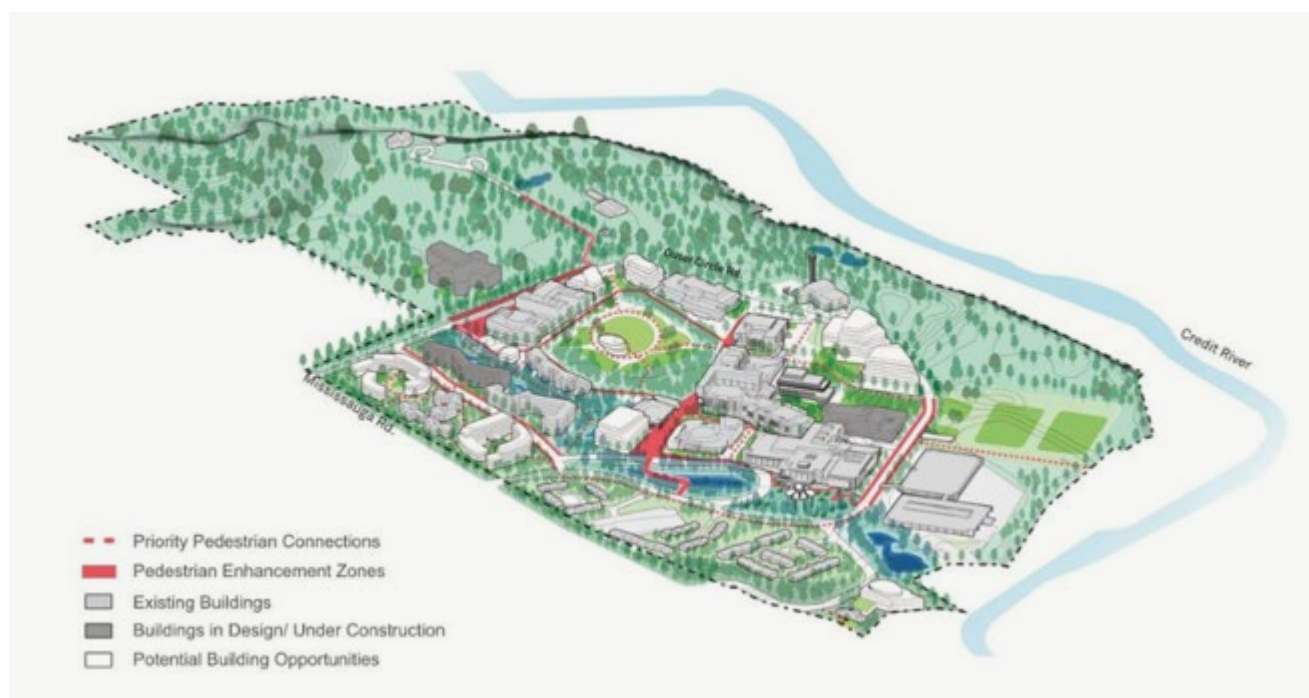 Outer Circle Rd.
Credit River
Mississauga Rd.
Priority Pedestrian Connections
Pedestrian Enhancement Zones
Existing Buildings
Buildings in Design/ Under Construction
Potential Building Opportunities